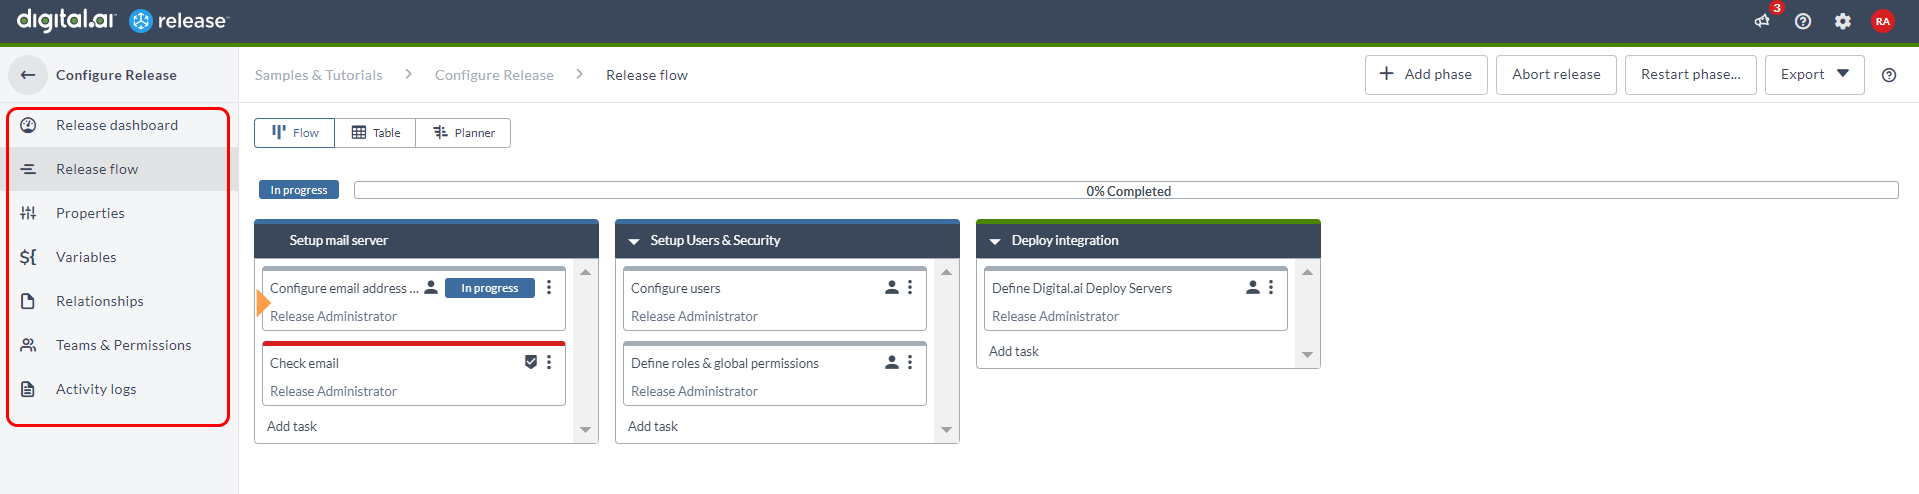 digital.ai release
3
RA
Configure Release
Samples & Tutorials > Configure Release > Release flow
+ Add phase
Abort release
Restart phase...
Export
Release dashboard
Release flow
Properties
Variables
Relationships
Teams & Permissions
Activity logs
Flow
Table
Planner
In progress
0% Completed
Setup mail server
Configure email address ...
In progress
Release Administrator
Check email
Release Administrator
Add task
Setup Users & Security
Configure users
Release Administrator
Define roles & global permissions
Release Administrator
Add task
Deploy integration
Define Digital.ai Deploy Servers
Release Administrator
Add task